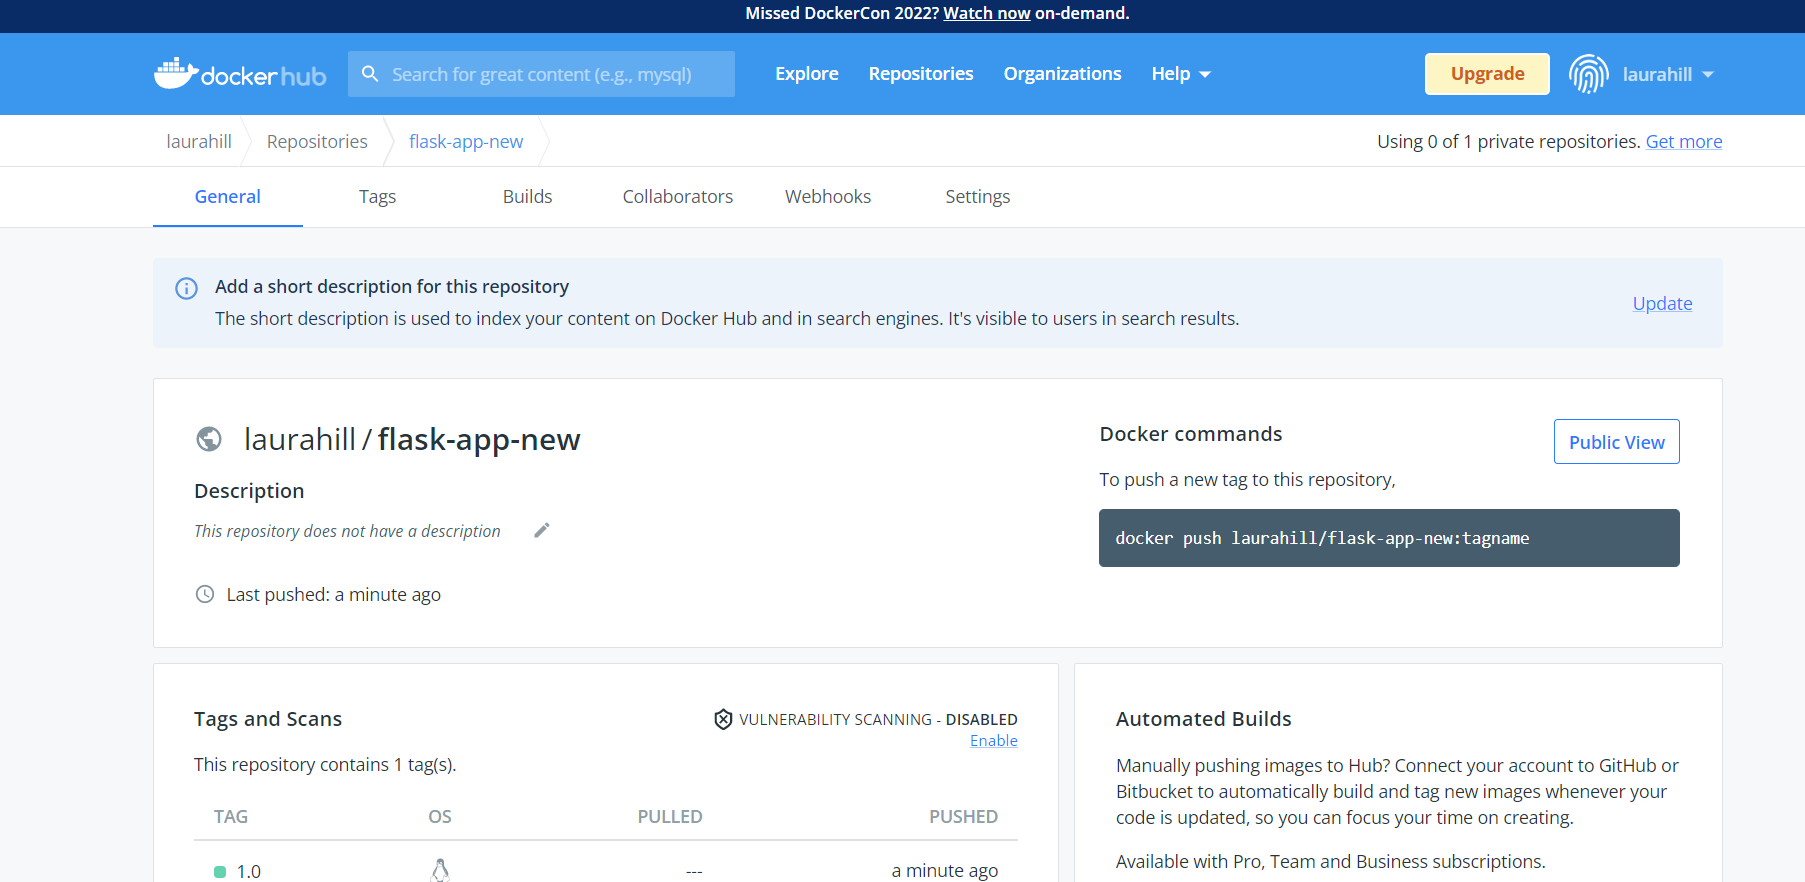 Missed DockerCon 2022? Watch now on-demand.
docker hub
Search for great content (e.g., mysql)
Explore
Repositories
Organizations
Help
Upgrade
laurahill
laurahill
Repositories
flask-app-new
Using 0 of 1 private repositories. Get more
General
Tags
Builds
Collaborators
Webhooks
Settings
Add a short description for this repository
The short description is used to index your content on Docker Hub and in search engines. It's visible to users in search results.
Update
laurahill / flask-app-new
Description
This repository does not have a description
Last pushed: a minute ago
Docker commands
Public View
To push a new tag to this repository,
docker push laurahill/flask-app-new:tagname
Tags and Scans
VULNERABILITY SCANNING - DISABLED
Enable
This repository contains 1 tag(s).
TAG OS PULLED PUSHED
1.0 --- a minute ago
Automated Builds
Manually pushing images to Hub? Connect your account to GitHub or
Bitbucket to automatically build and tag new images whenever your
code is updated, so you can focus your time on creating.
Available with Pro, Team and Business subscriptions.